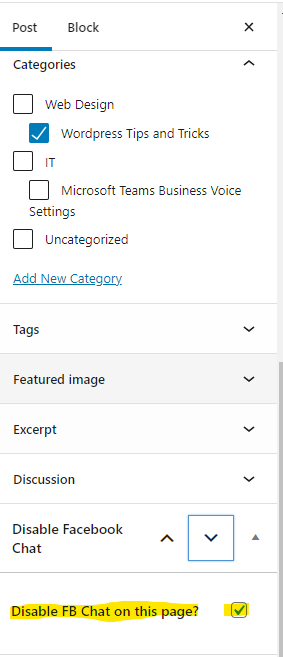 Post Block
Categories
Web Design
Wordpress Tips and Tricks
IT
Microsoft Teams Business Voice
Settings
Uncategorized
Add New Category
Tags
Featured image
Excerpt
Discussion
Disable Facebook
Chat
Disable FB Chat on this page?